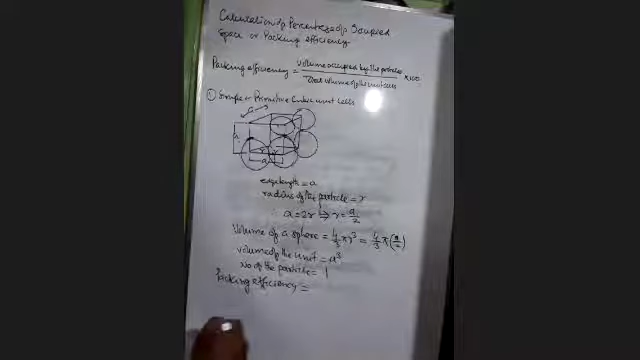 Calculation of Percentage of Occupied
Space or Packing efficiency
Packing efficiency = Volume occupied by the particles / Total volume of the unit cells × 100
① Simple or Primitive Cubic unit cells
a
a
r r
a
edge length = a
radius of the particle = r
∴ a = 2r ⇒ r = a/2
Volume of a sphere = 4/3 πr³ = 4/3 π(a/2)
volume of the unit = a³
No of the particle = 1
Packing efficiency =